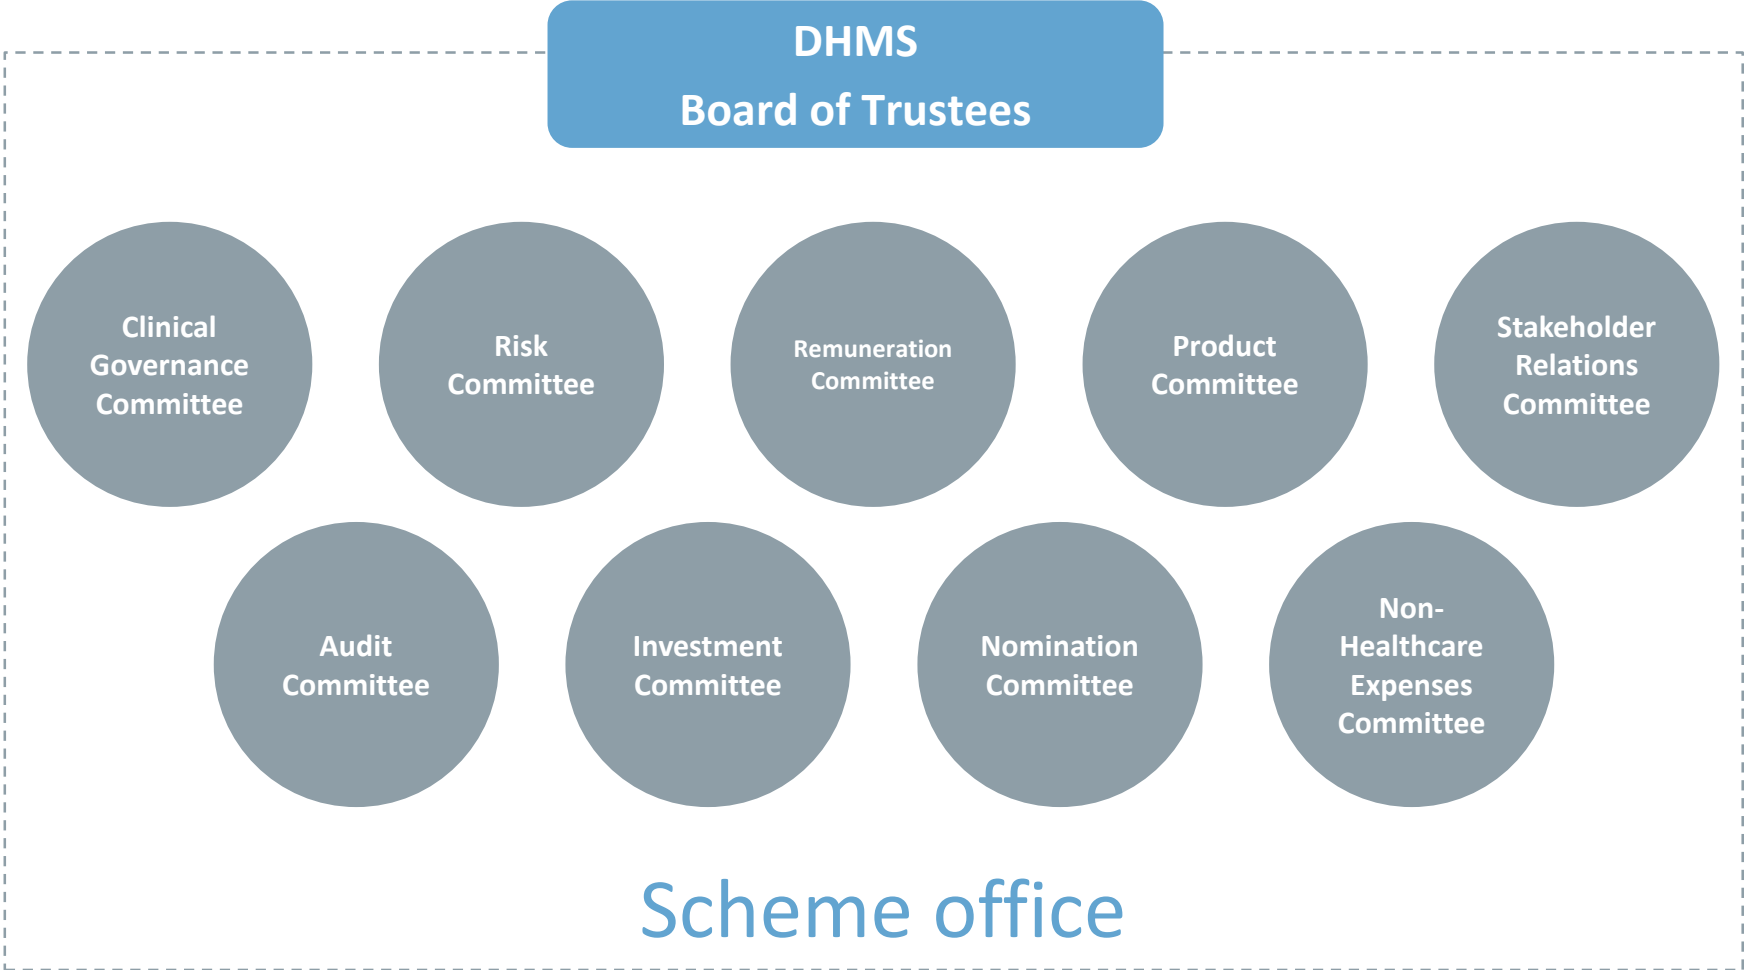 DHMS
Board of Trustees
Clinical
Governance
Committee
Risk
Committee
Remuneration
Committee
Product
Committee
Stakeholder
Relations
Committee
Audit
Committee
Investment
Committee
Nomination
Committee
Non-
Healthcare
Expenses
Committee
Scheme office